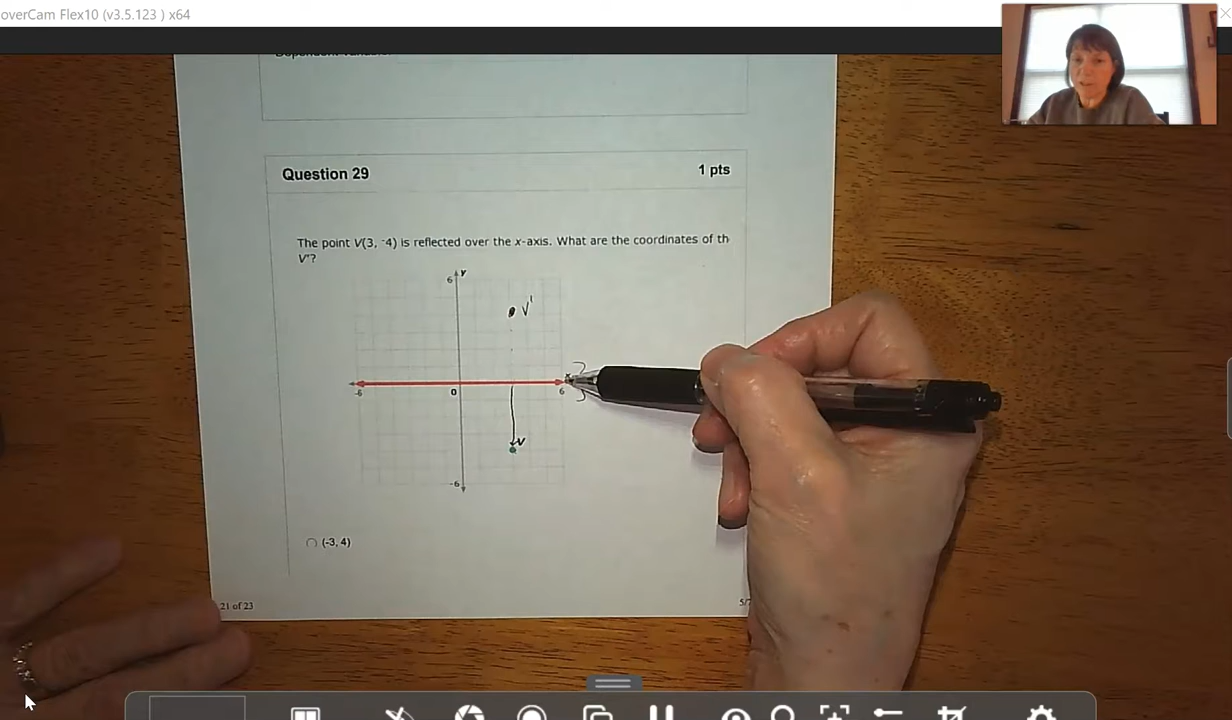 overCam Flex10 (v3.5.123 ) x64
Question 29
1 pts
The point V(3, -4) is reflected over the x-axis. What are the coordinates of th
V'?
6
y
V'
x
-6
0
6
V
-6
(-3, 4)
21 of 23
5/